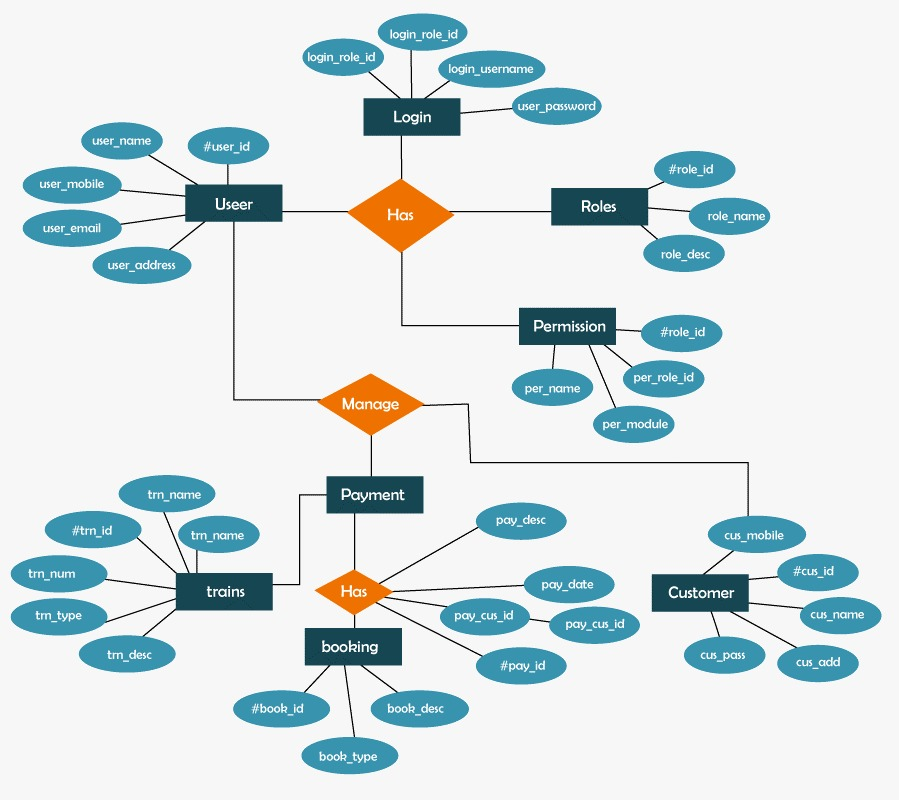 login_role_id
login_role_id
login_username
user_password
Login
user_name
#user_id
user_mobile
Useer
user_email
user_address
Has
Roles
#role_id
role_name
role_desc
Permission
#role_id
per_role_id
per_name
per_module
Manage
Payment
trn_name
#trn_id
trn_name
trn_num
trains
trn_type
trn_desc
pay_desc
Has
pay_date
pay_cus_id
pay_cus_id
#pay_id
booking
#book_id
book_desc
book_type
cus_mobile
#cus_id
Customer
cus_name
cus_pass
cus_add